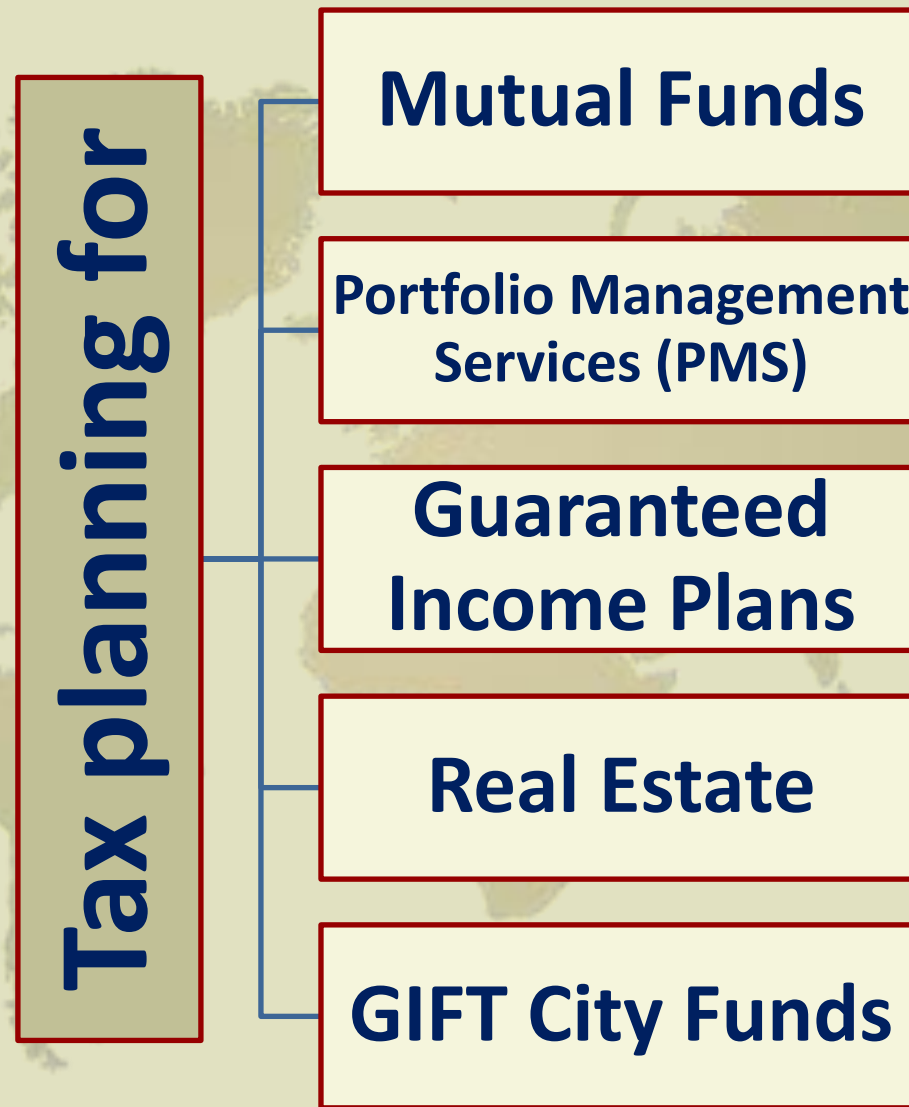 Tax planning for
Mutual Funds
Portfolio Management
Services (PMS)
Guaranteed
Income Plans
Real Estate
GIFT City Funds